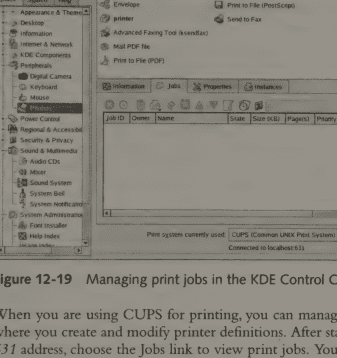 Appearance & Themes
Desktop
Information
Internet & Network
KDE Components
Peripherals
Digital Camera
Keyboard
Mouse
Printers
Power Control
Regional & Accessibili
Security & Privacy
Sound & Multimedia
Audio CDs
Mixer
Sound System
System Bell
System Notificatio
System Administration
Font Installer
Help Index
Envelope
Print to File (PostScript)
printer
Send to Fax
Advanced Faxing Tool (ksendfax)
Mail PDF file
Print to File (PDF)
Information Jobs Properties Instances
Job ID Owner Name State Size (KB) Page(s) Priority
Print system currently used: CUPS (Common UNIX Print System)
Connected to localhost:631
igure 12-19 Managing print jobs in the KDE Control C
When you are using CUPS for printing, you can manag
where you create and modify printer definitions. After sta
631 address, choose the Jobs link to view print jobs. You